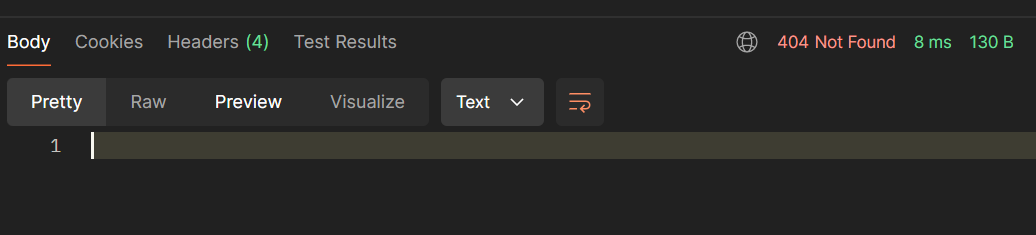 Body Cookies Headers (4) Test Results 404 Not Found 8 ms 130 B
Pretty Raw Preview Visualize Text
1